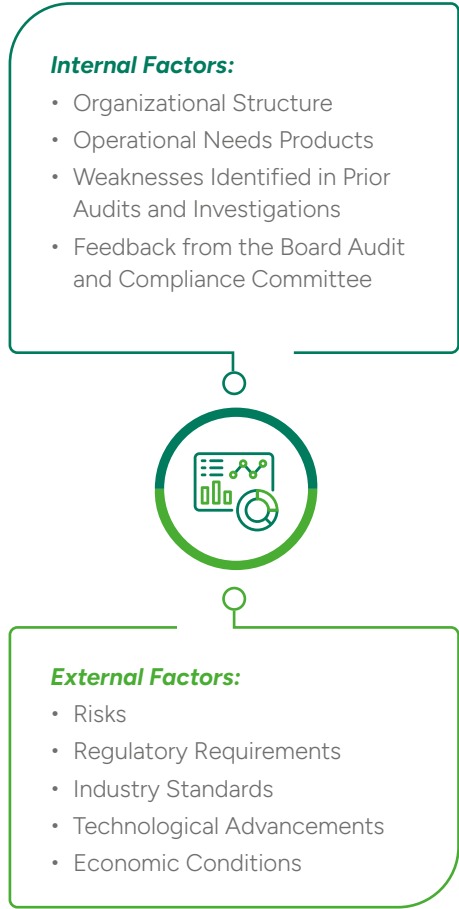 Internal Factors:
• Organizational Structure
• Operational Needs Products
• Weaknesses Identified in Prior
Audits and Investigations
• Feedback from the Board Audit
and Compliance Committee
External Factors:
• Risks
• Regulatory Requirements
• Industry Standards
• Technological Advancements
• Economic Conditions